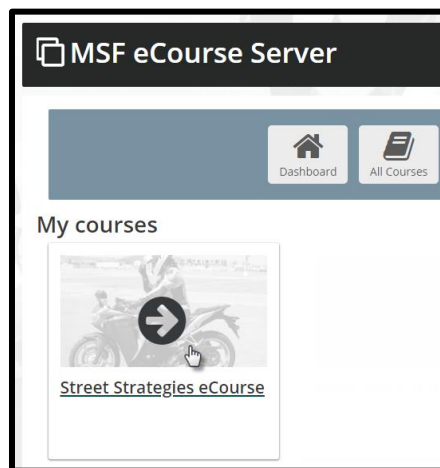 MSF eCourse Server
Dashboard
All Courses
My courses
Street Strategies eCourse